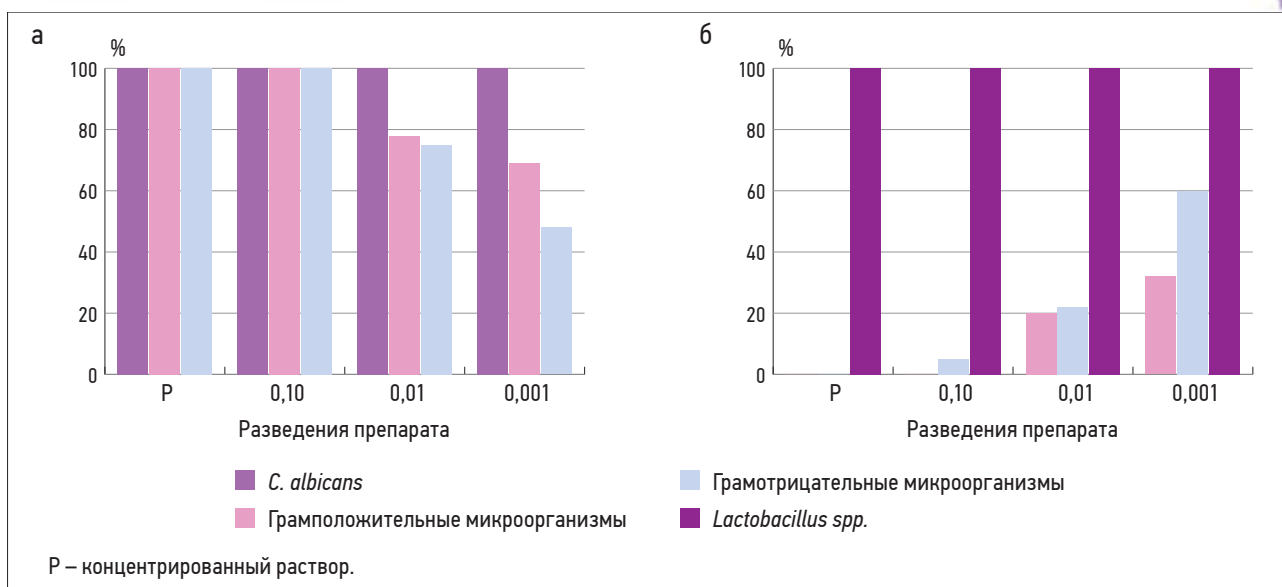 а
%
100
80
60
40
20
0
Р
0,10
0,01
0,001
Разведения препарата
б
%
100
80
60
40
20
0
Р
0,10
0,01
0,001
Разведения препарата
C. albicans
Грамположительные микроорганизмы
Грамотрицательные микроорганизмы
Lactobacillus spp.
Р – концентрированный раствор.